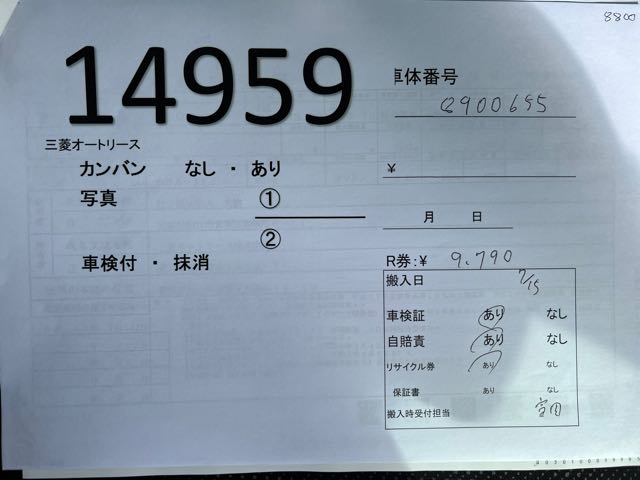 8800
14959
車体番号
8900655
三菱オートリース
カンバン なし ・ あり
¥
写真 ①
②
月 日
車検付 ・ 抹消
R券:¥ 9.790
搬入日 7/15
車検証 あり なし
自賠責 あり なし
リサイクル券 あり なし
保証書 あり なし
搬入時受付担当